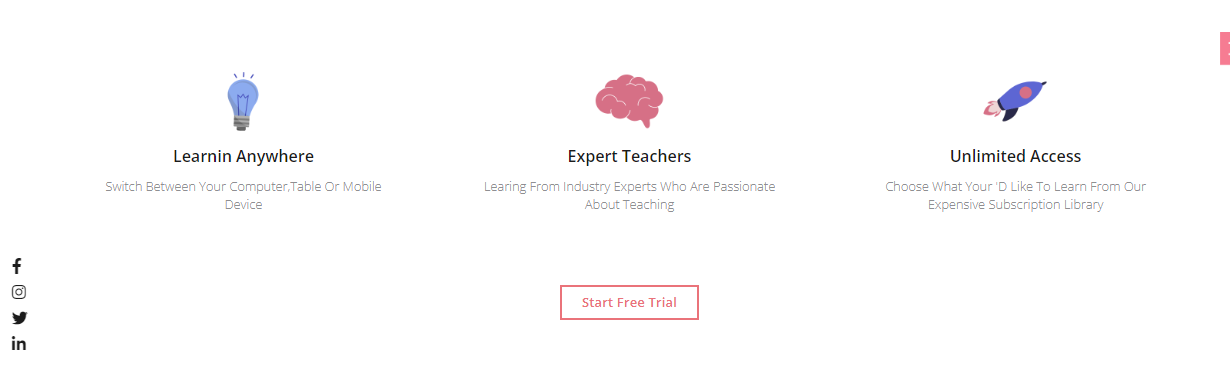 Learnin Anywhere
Switch Between Your Computer,Table Or Mobile
Device
Expert Teachers
Learing From Industry Experts Who Are Passionate
About Teaching
Unlimited Access
Choose What Your 'D Like To Learn From Our
Expensive Subscription Library
Start Free Trial